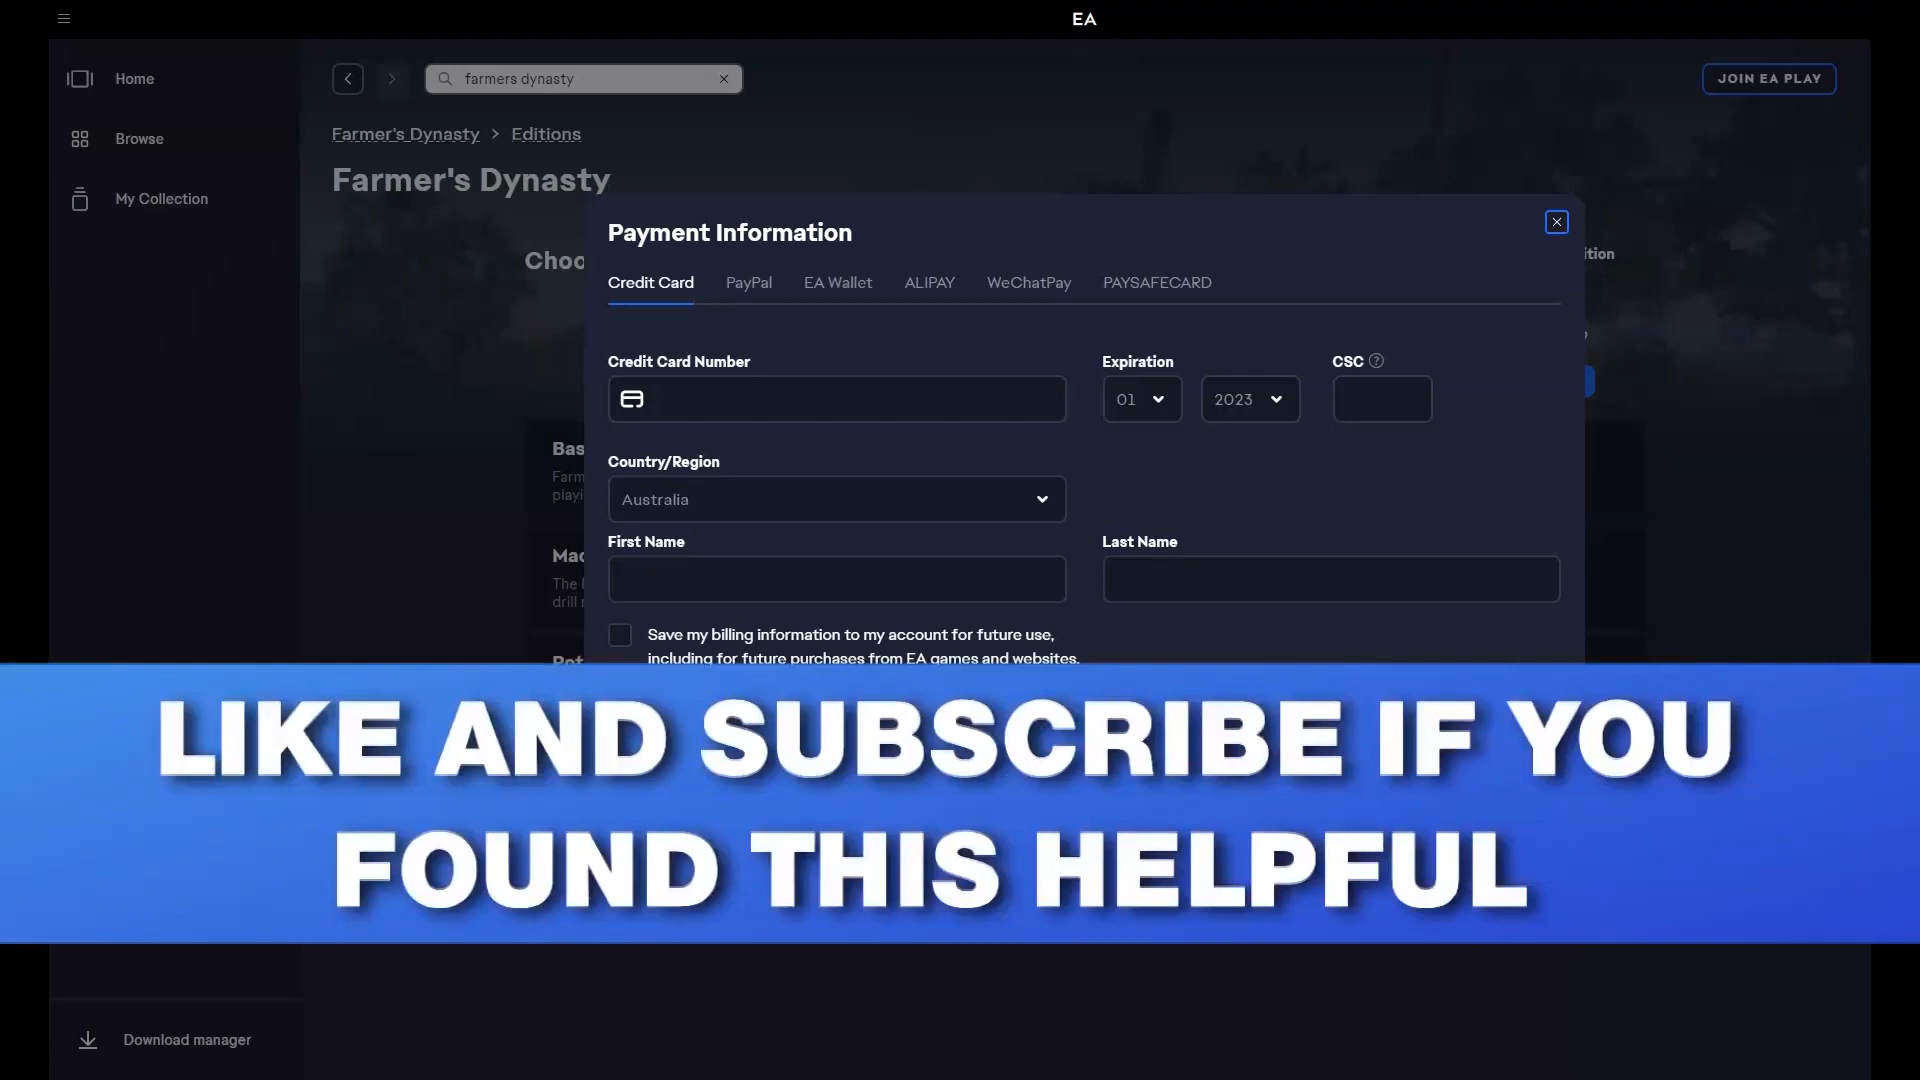 EA
Home
farmers dynasty
JOIN EA PLAY
Farmer's Dynasty > Editions
Browse
Farmer's Dynasty
My Collection
Payment Information
Credit Card PayPal EA Wallet ALIPAY WeChatPay PAYSAFECARD
Credit Card Number
Expiration
CSC
01
2023
Country/Region
Australia
First Name
Last Name
Save my billing information to my account for future use,
including for future purchases from EA games and websites.
LIKE AND SUBSCRIBE IF YOU
FOUND THIS HELPFUL
Download manager